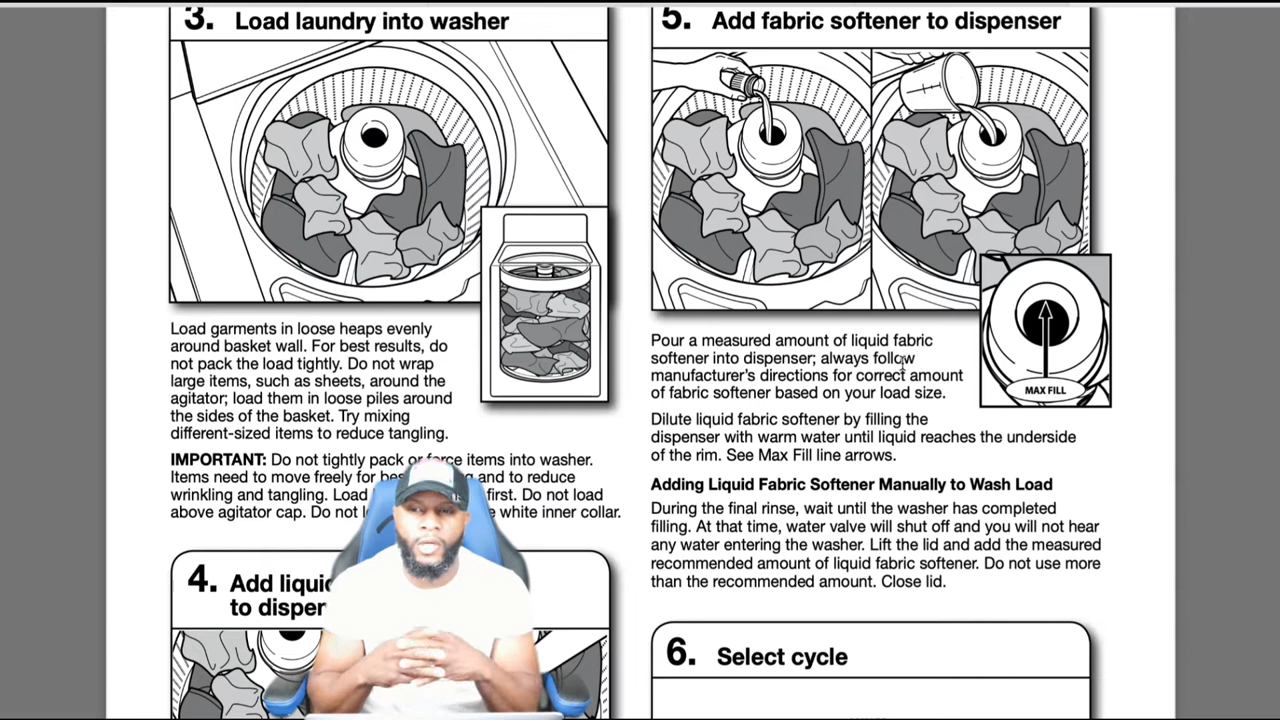 3. Load laundry into washer
Load garments in loose heaps evenly
around basket wall. For best results, do
not pack the load tightly. Do not wrap
large items, such as sheets, around the
agitator; load them in loose piles around
the sides of the basket. Try mixing
different-sized items to reduce tangling.
IMPORTANT: Do not tightly pack or force items into washer.
Items need to move freely for and to reduce
wrinkling and tangling. Load first. Do not load
above agitator cap. Do not white inner collar.
4. Add
to
5. Add fabric softener to dispenser
MAX FILL
Pour a measured amount of liquid fabric
softener into dispenser; always follow
manufacturer's directions for correct amount
of fabric softener based on your load size.
Dilute liquid fabric softener by filling the
dispenser with warm water until liquid reaches the underside
of the rim. See Max Fill line arrows.
Adding Liquid Fabric Softener Manually to Wash Load
During the final rinse, wait until the washer has completed
filling. At that time, water valve will shut off and you will not hear
any water entering the washer. Lift the lid and add the measured
recommended amount of liquid fabric softener. Do not use more
than the recommended amount. Close lid.
6. Select cycle